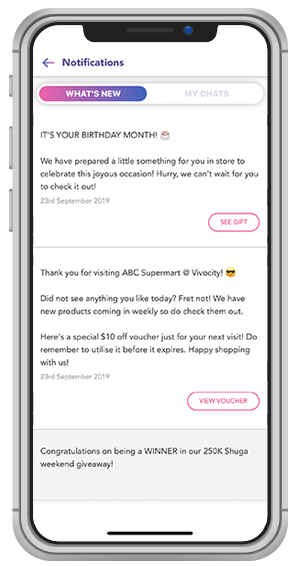 Notifications
WHAT'S NEW
MY CHATS
IT'S YOUR BIRTHDAY MONTH! 🎂
We have prepared a little something for you in store to
celebrate this joyous occasion! Hurry, we can't wait for you
to check it out!
23rd September 2019
SEE GIFT
Thank you for visiting ABC Supermart @ Vivocity! 😎
Did not see anything you like today? Fret not! We have
new products coming in weekly so do check them out.
Here's a special $10 off voucher just for your next visit! Do
remember to utilise it before it expires. Happy shopping
with us!
23rd September 2019
VIEW VOUCHER
Congratulations on being a WINNER in our 250K Shuga
weekend giveaway!